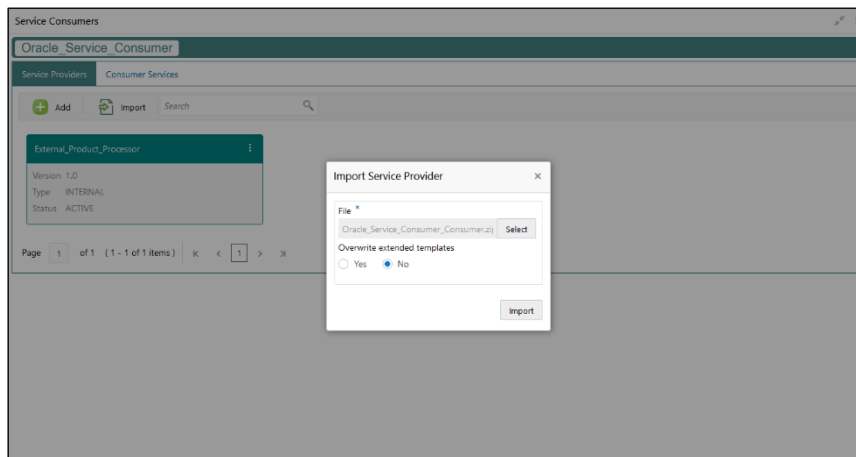 Service Consumers
Oracle_Service_Consumer
Service Providers Consumer Services
Add Import Search
External_Product_Processor
Version 1.0
Type INTERNAL
Status ACTIVE
Page 1 of 1 (1 - 1 of 1 items) K < 1 > >|
Import Service Provider ×
File *
Oracle_Service_Consumer_Consumer.zip Select
Overwrite extended templates
Yes No
Import